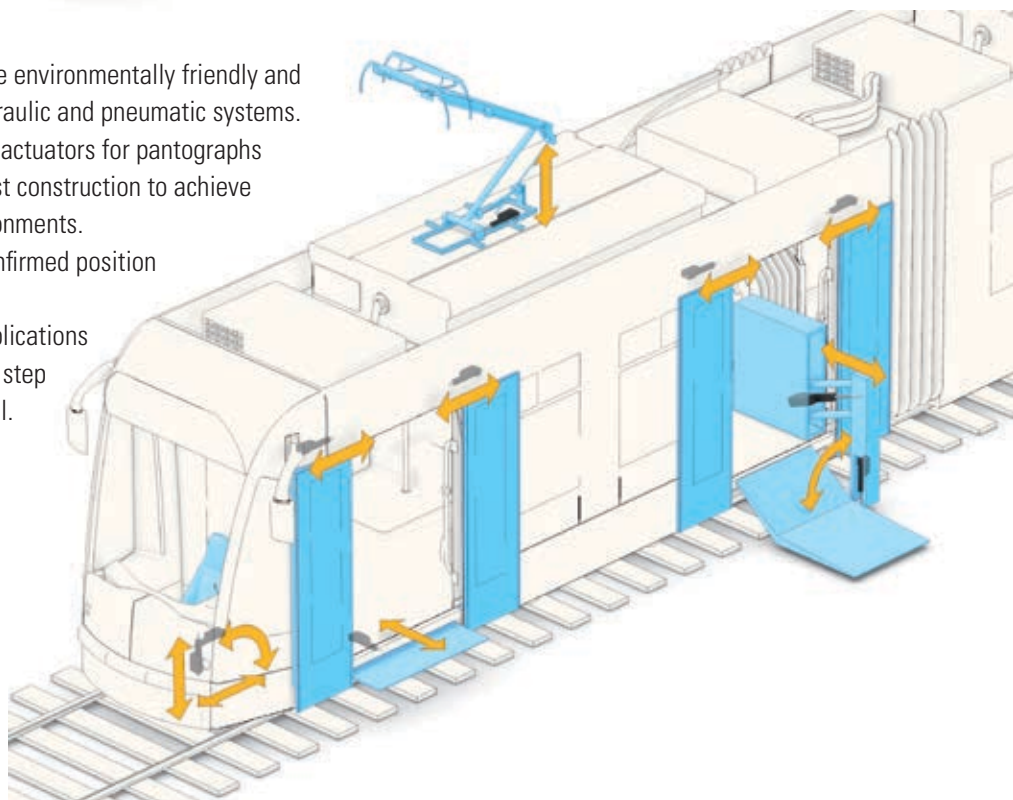 e environmentally friendly and
raulic and pneumatic systems.
actuators for pantographs
st construction to achieve
onments.
nfirmed position
plications
step
l.